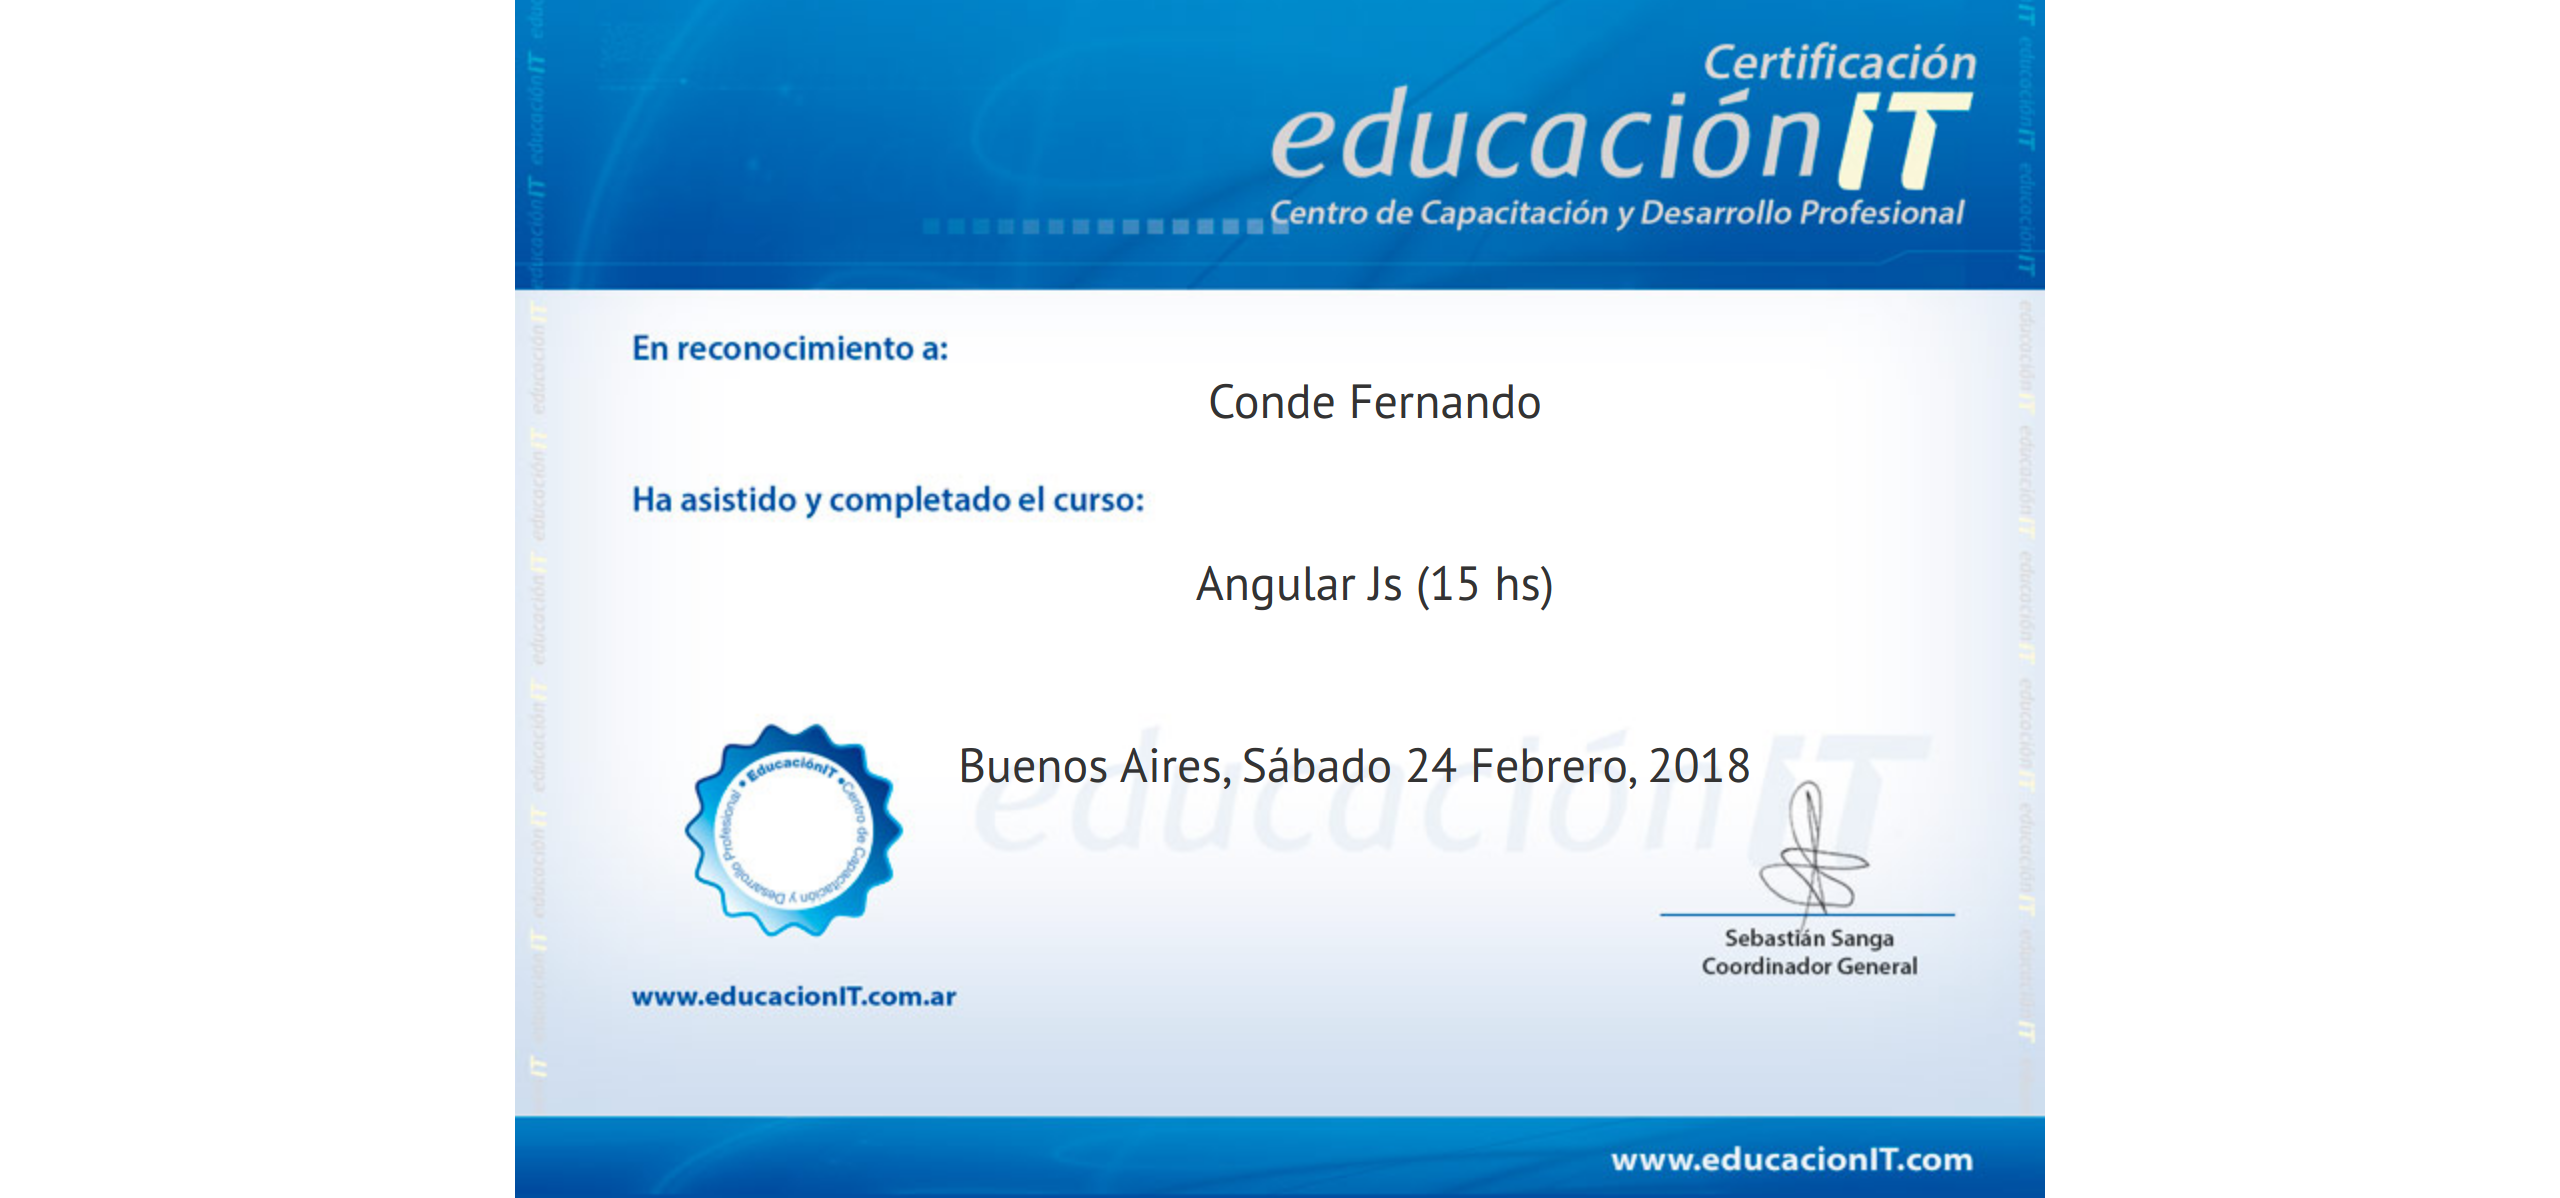 Certificación
educaciónIT
Centro de Capacitación y Desarrollo Profesional
En reconocimiento a:
Conde Fernando
Ha asistido y completado el curso:
Angular Js (15 hs)
Buenos Aires, Sábado 24 Febrero, 2018
educaciónIT
• EducaciónIT • Centro de Capacitación y Desarrollo Profesional
Sebastián Sanga
Coordinador General
www.educacionIT.com.ar
www.educacionIT.com